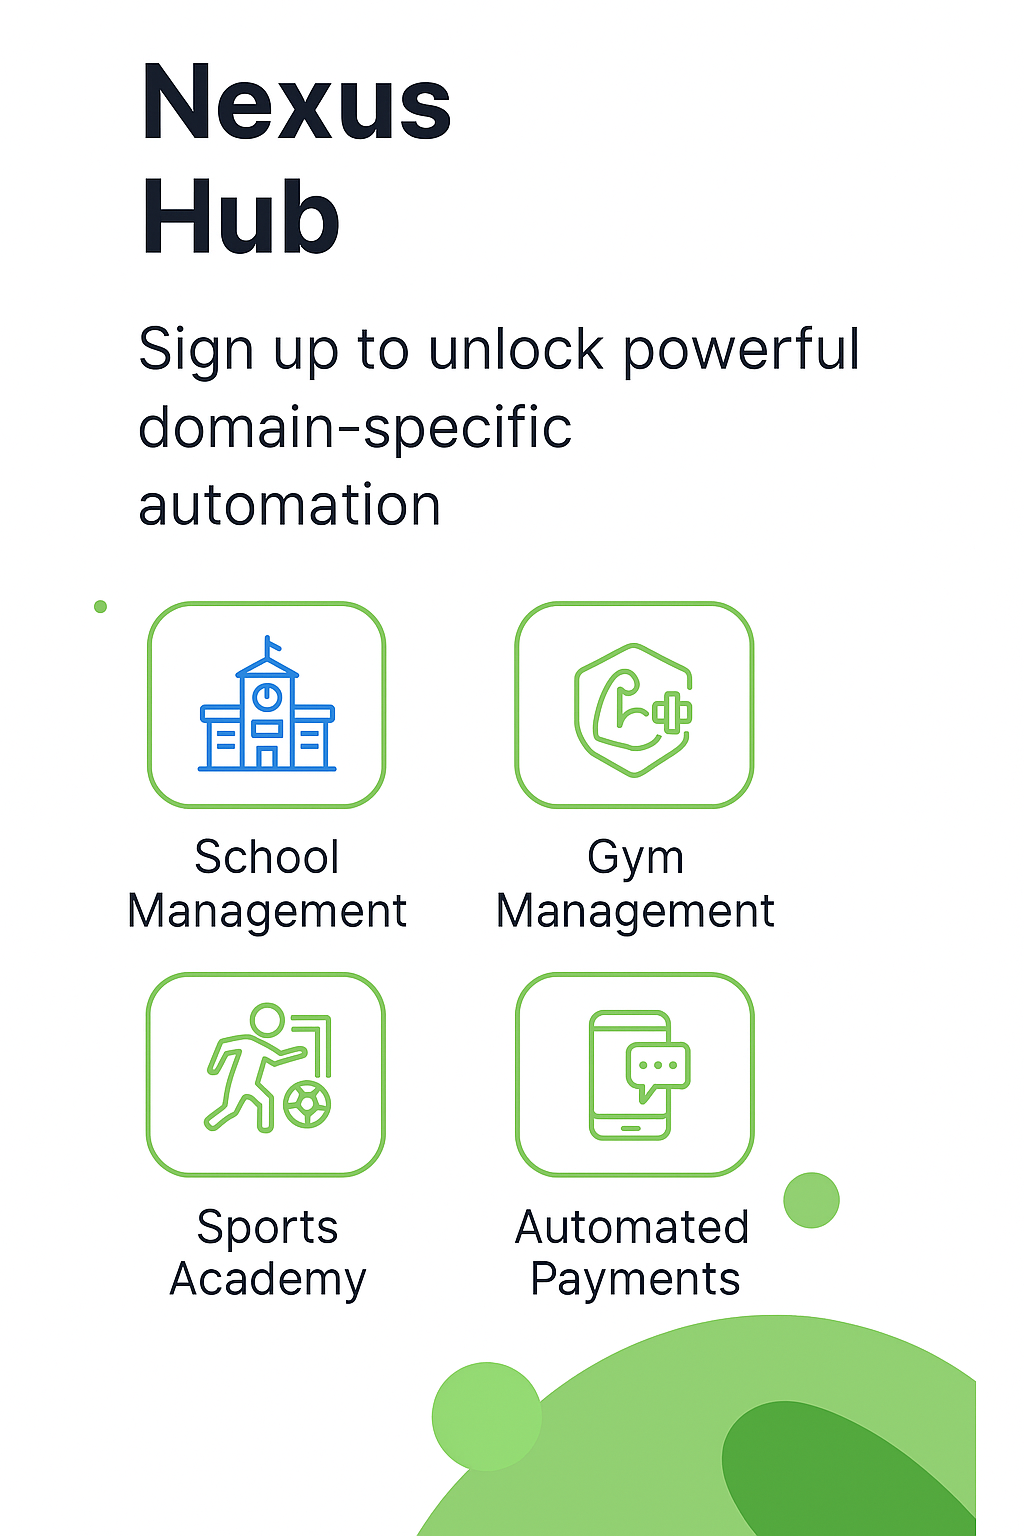 Nexus
Hub
Sign up to unlock powerful
domain-specific
automation
School
Management
Gym
Management
Sports
Academy
Automated
Payments